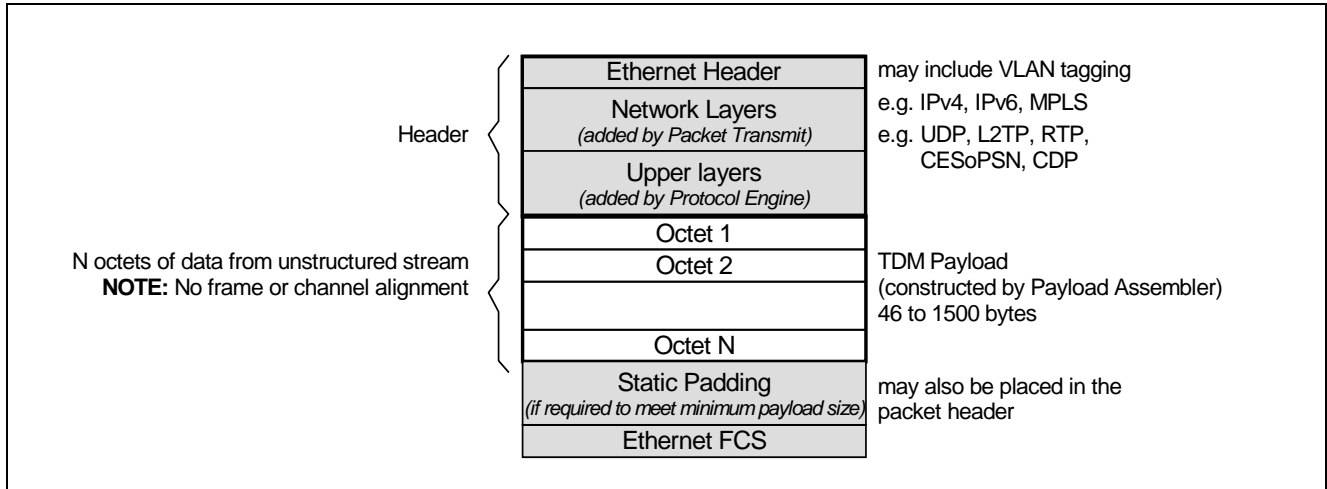 Ethernet Header
may include VLAN tagging
Network Layers
(added by Packet Transmit)
e.g. IPv4, IPv6, MPLS
Header
e.g. UDP, L2TP, RTP,
CESoPSN, CDP
Upper layers
(added by Protocol Engine)
Octet 1
N octets of data from unstructured stream
NOTE: No frame or channel alignment
Octet 2
TDM Payload
(constructed by Payload Assembler)
46 to 1500 bytes
Octet N
Static Padding
(if required to meet minimum payload size)
may also be placed in the
packet header
Ethernet FCS